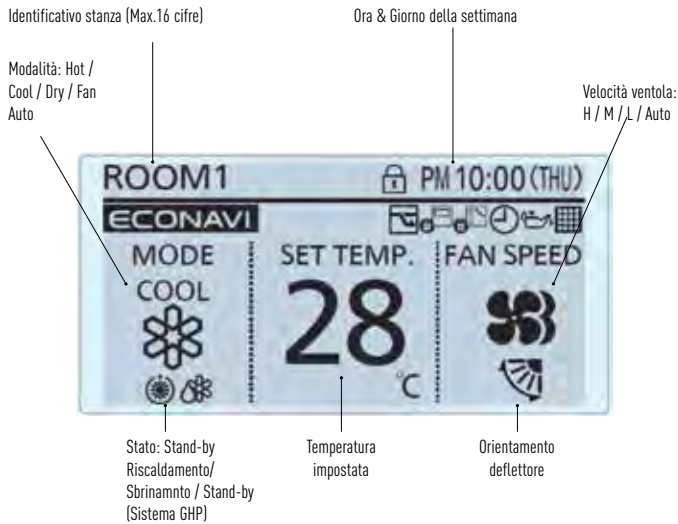 Identificativo stanza (Max.16 cifre)
Ora & Giorno della settimana
Modalità: Hot /
Cool / Dry / Fan
Auto
Velocità ventola:
H / M / L / Auto
ROOM1
PM 10:00 (THU)
ECONAVI
MODE
SET TEMP.
FAN SPEED
COOL
28
°C
Stato: Stand-by
Riscaldamento/
Sbrinamnto / Stand-by
(Sistema GHP)
Temperatura
impostata
Orientamento
deflettore